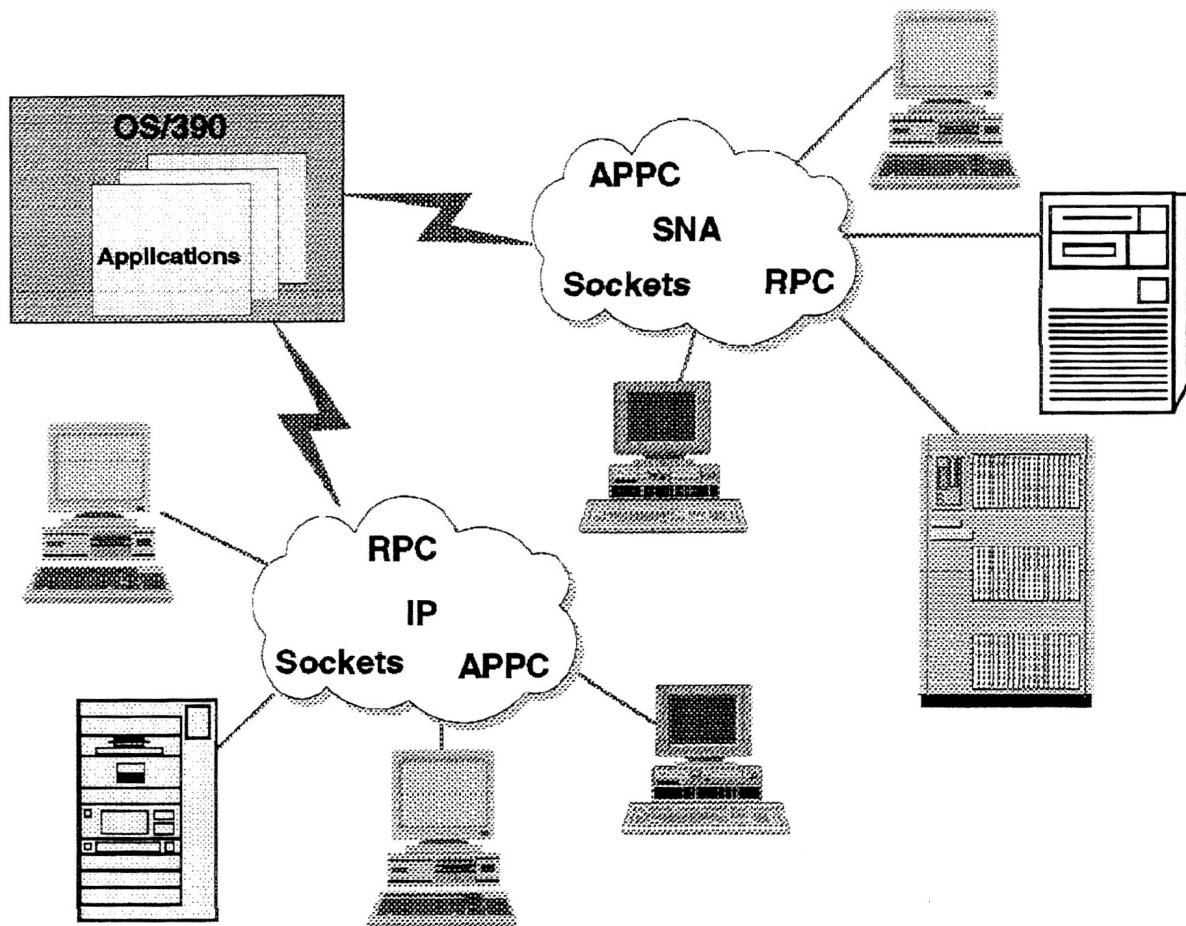 OS/390
Applications
APPC
SNA
Sockets RPC
RPC
IP
Sockets APPC